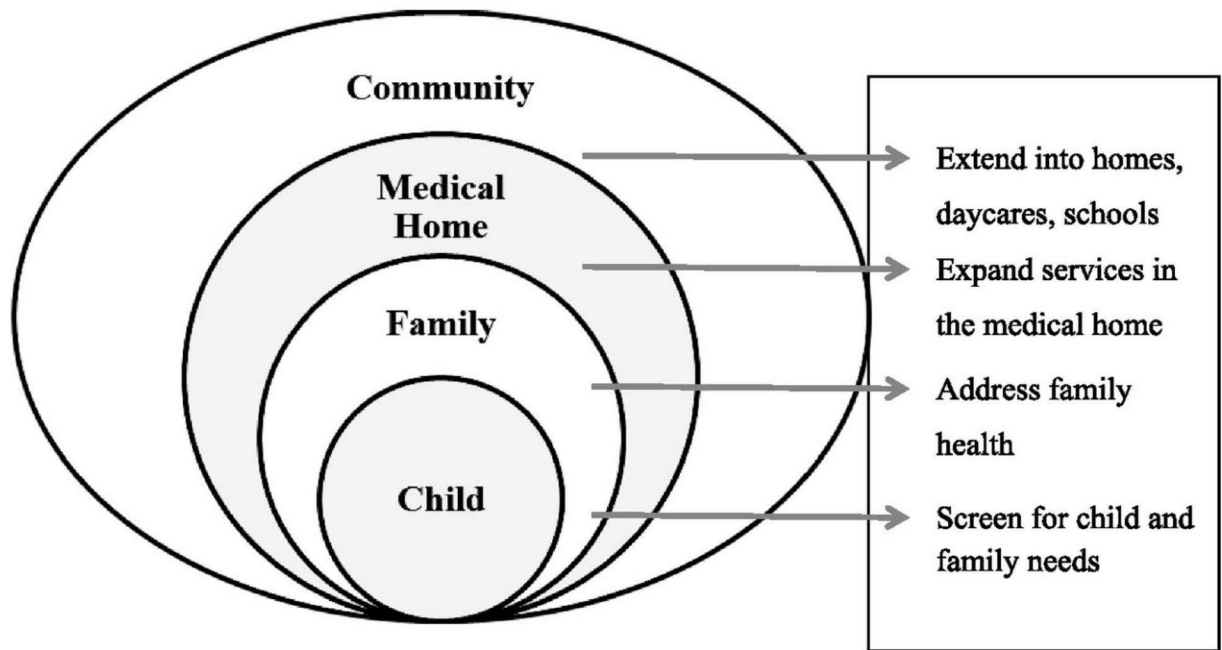 Community
Medical
Home
Family
Child
Extend into homes,
daycares, schools
Expand services in
the medical home
Address family
health
Screen for child and
family needs